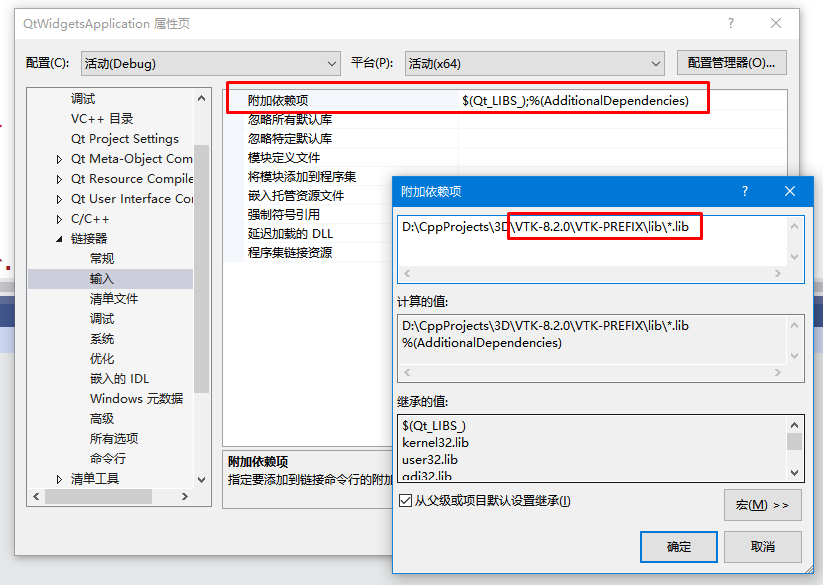 QtWidgetsApplication 属性页
配置(C):
活动(Debug)
平台(P):
活动(x64)
配置管理器(O)...
调试
VC++ 目录
Qt Project Settings
Qt Meta-Object Com
Qt Resource Compile
Qt User Interface Co
C/C++
链接器
常规
输入
清单文件
调试
系统
优化
嵌入的 IDL
Windows 元数据
高级
所有选项
命令行
清单工具
附加依赖项
$(Qt_LIBS_);%(AdditionalDependencies)
忽略所有默认库
忽略特定默认库
模块定义文件
将模块添加到程序集
嵌入托管资源文件
强制符号引用
延迟加载的 DLL
程序集链接资源
附加依赖项
指定要添加到链接命令行的附加
附加依赖项
D:\CppProjects\3D\VTK-8.2.0\VTK-PREFIX\lib\*.lib
计算的值:
D:\CppProjects\3D\VTK-8.2.0\VTK-PREFIX\lib\*.lib
%(AdditionalDependencies)
继承的值:
$(Qt_LIBS_)
kernel32.lib
user32.lib
gdi32.lib
从父级或项目默认设置继承(I)
宏(M) >>
确定
取消